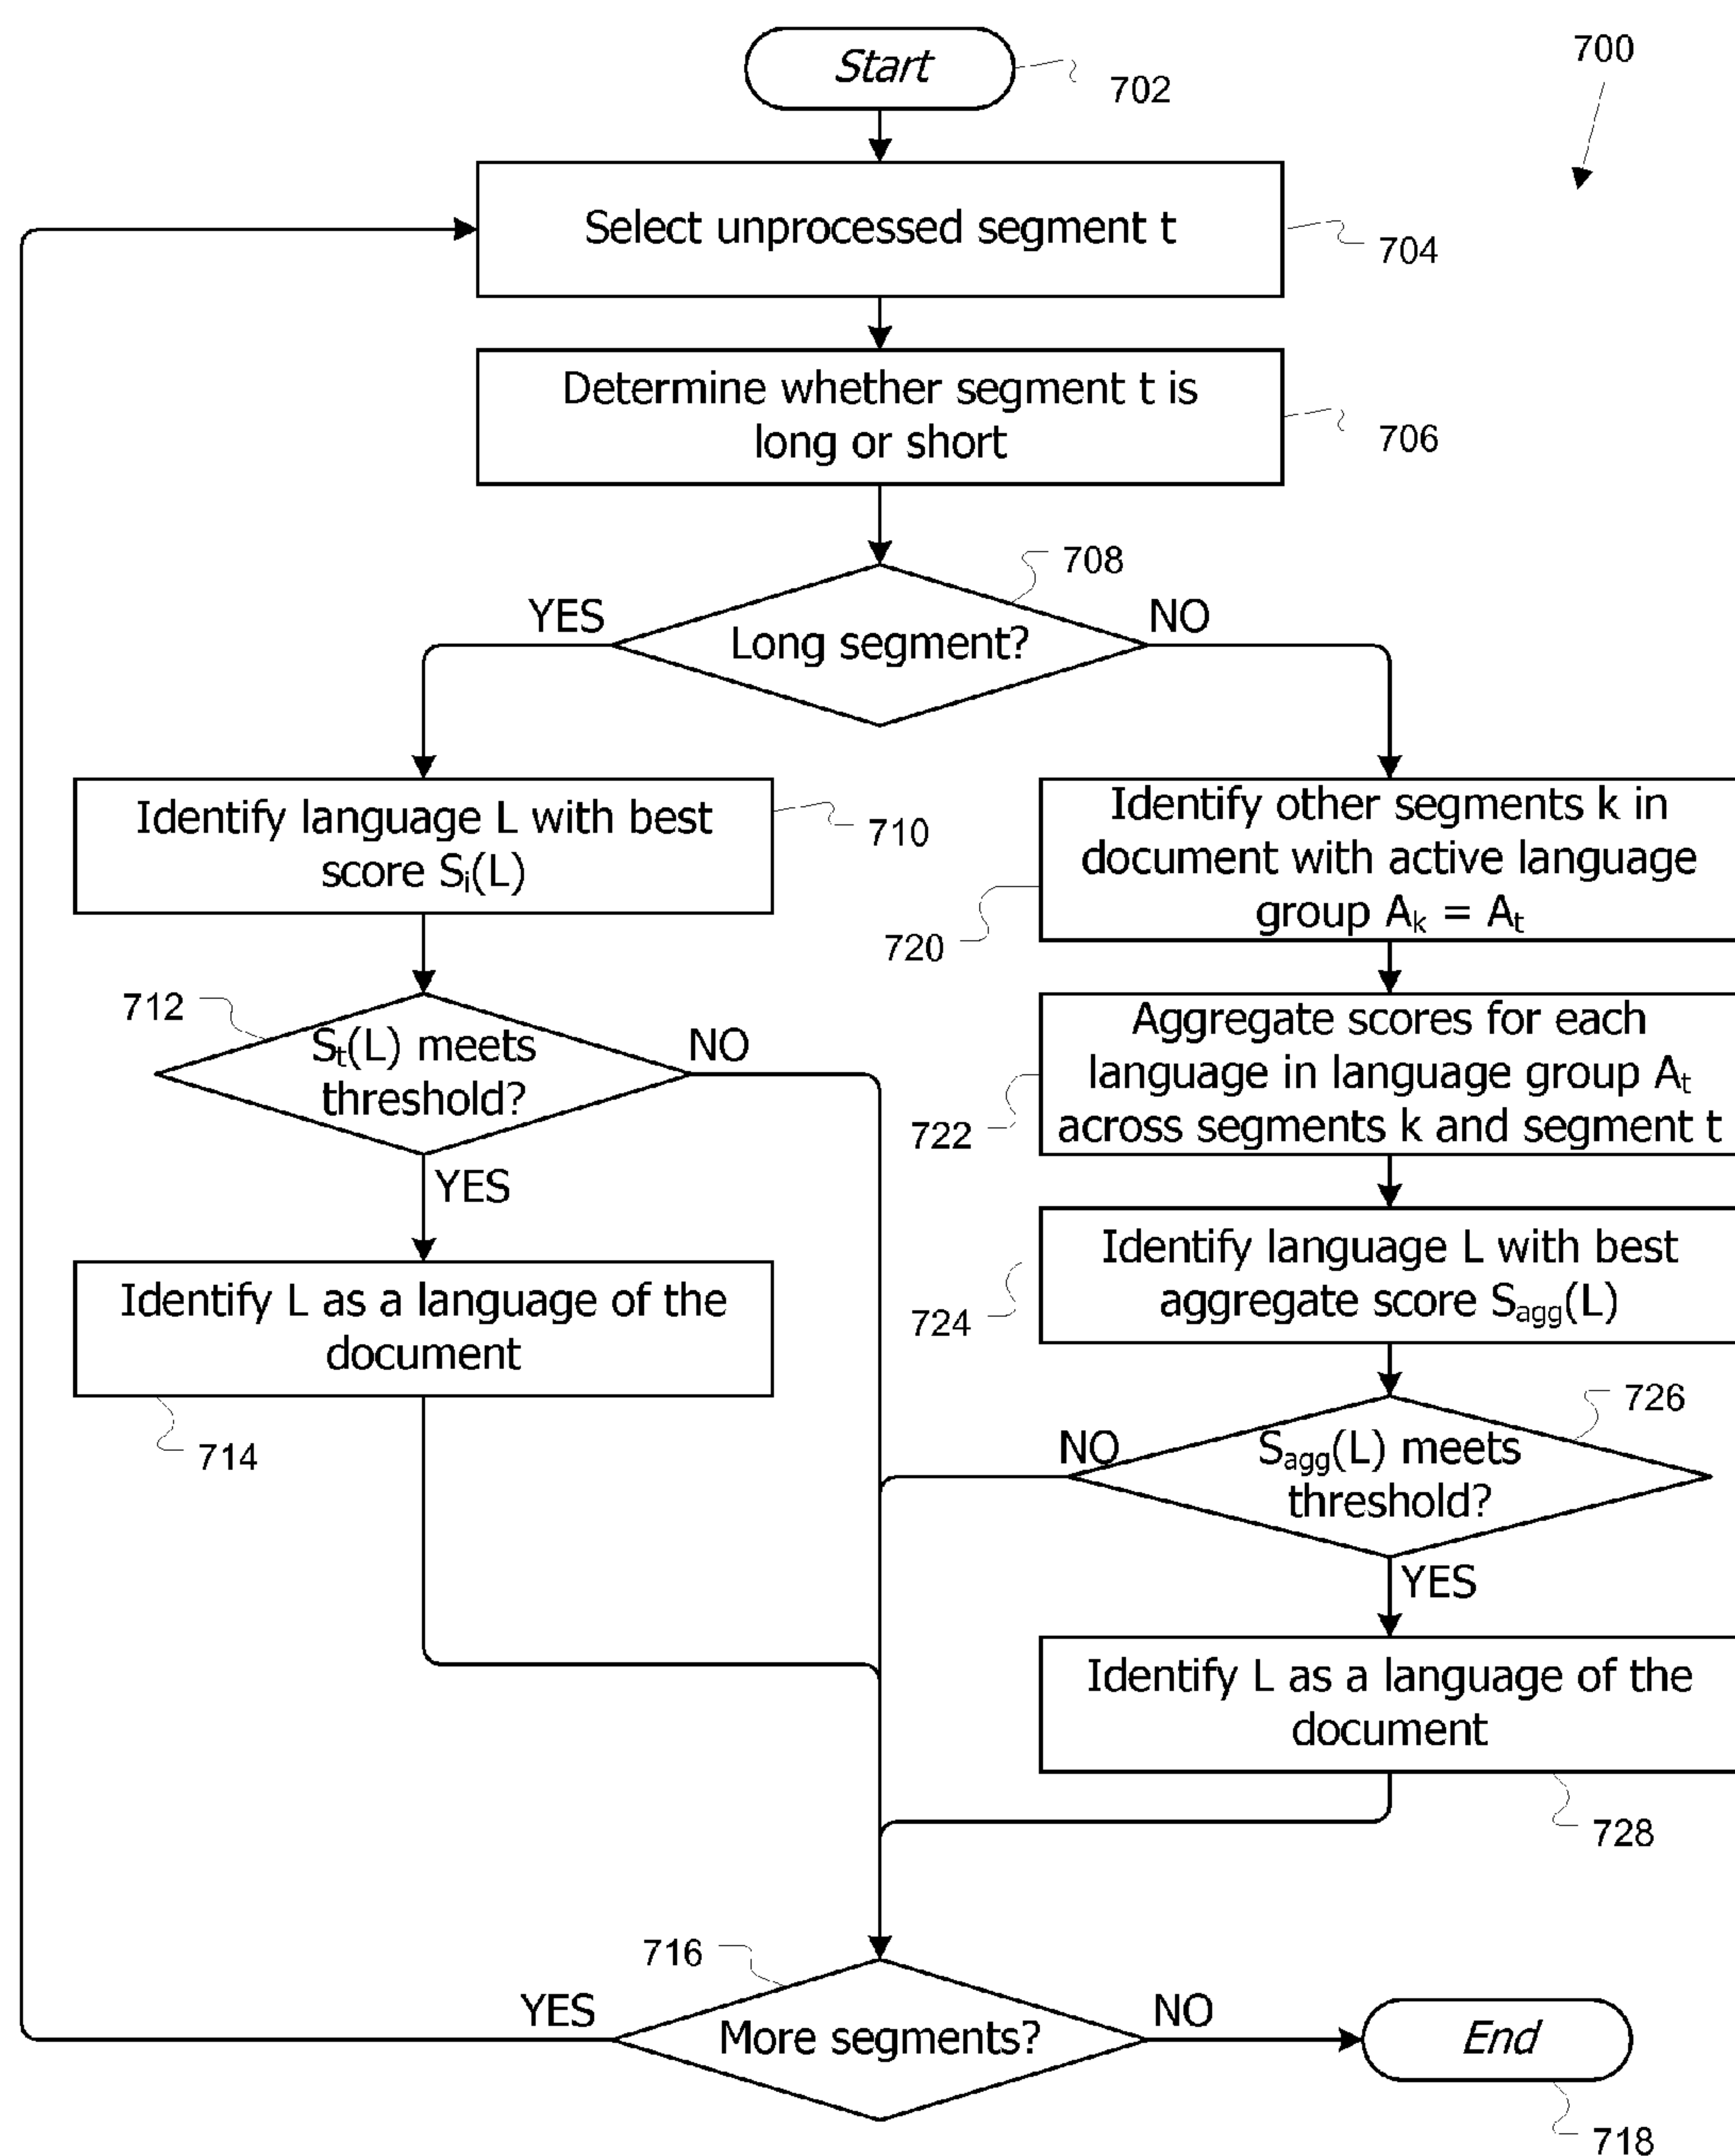 Start
702
700
Select unprocessed segment t
704
Determine whether segment t is
long or short
706
708
YES
NO
Long segment?
Identify language L with best
score Si(L)
710
Identify other segments k in
document with active language
group Ak = At
720
712
St(L) meets
threshold?
NO
YES
Aggregate scores for each
language in language group At
across segments k and segment t
722
Identify language L with best
aggregate score Sagg(L)
724
Identify L as a language of the
document
714
726
NO
Sagg(L) meets
threshold?
YES
Identify L as a language of the
document
728
716
YES
NO
More segments?
End
718